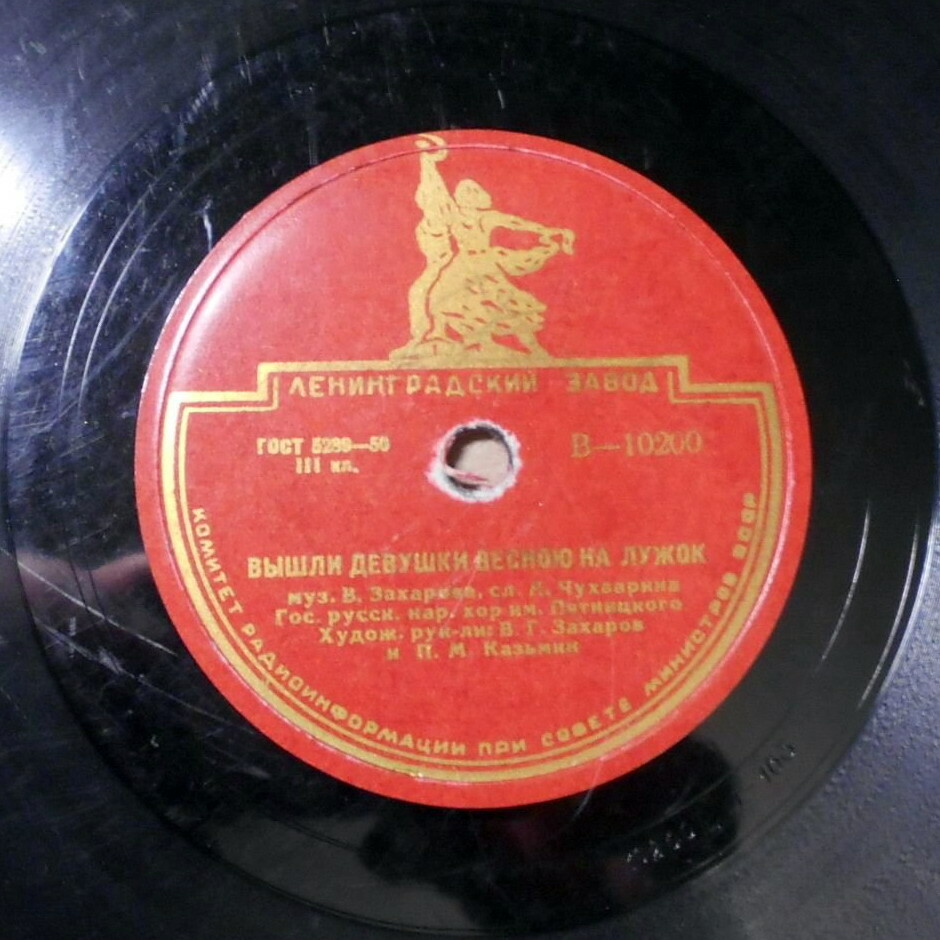 ЛЕНИНГРАДСКИЙ ЗАВОД
ГОСТ 5289—50
III кл.
В—10200
ВЫШЛИ ДЕВУШКИ ВЕСНОЮ НА ЛУЖОК
муз. В. Захарова, сл. Чухваркина
Гос. русск. нар. хор им. Пятницкого
Худож. рук-ли: В. Г. Захаров
и П. М. Казьмин
КОМИТЕТ РАДИОИНФОРМАЦИИ ПРИ СОВЕТЕ МИНИСТРОВ СССР